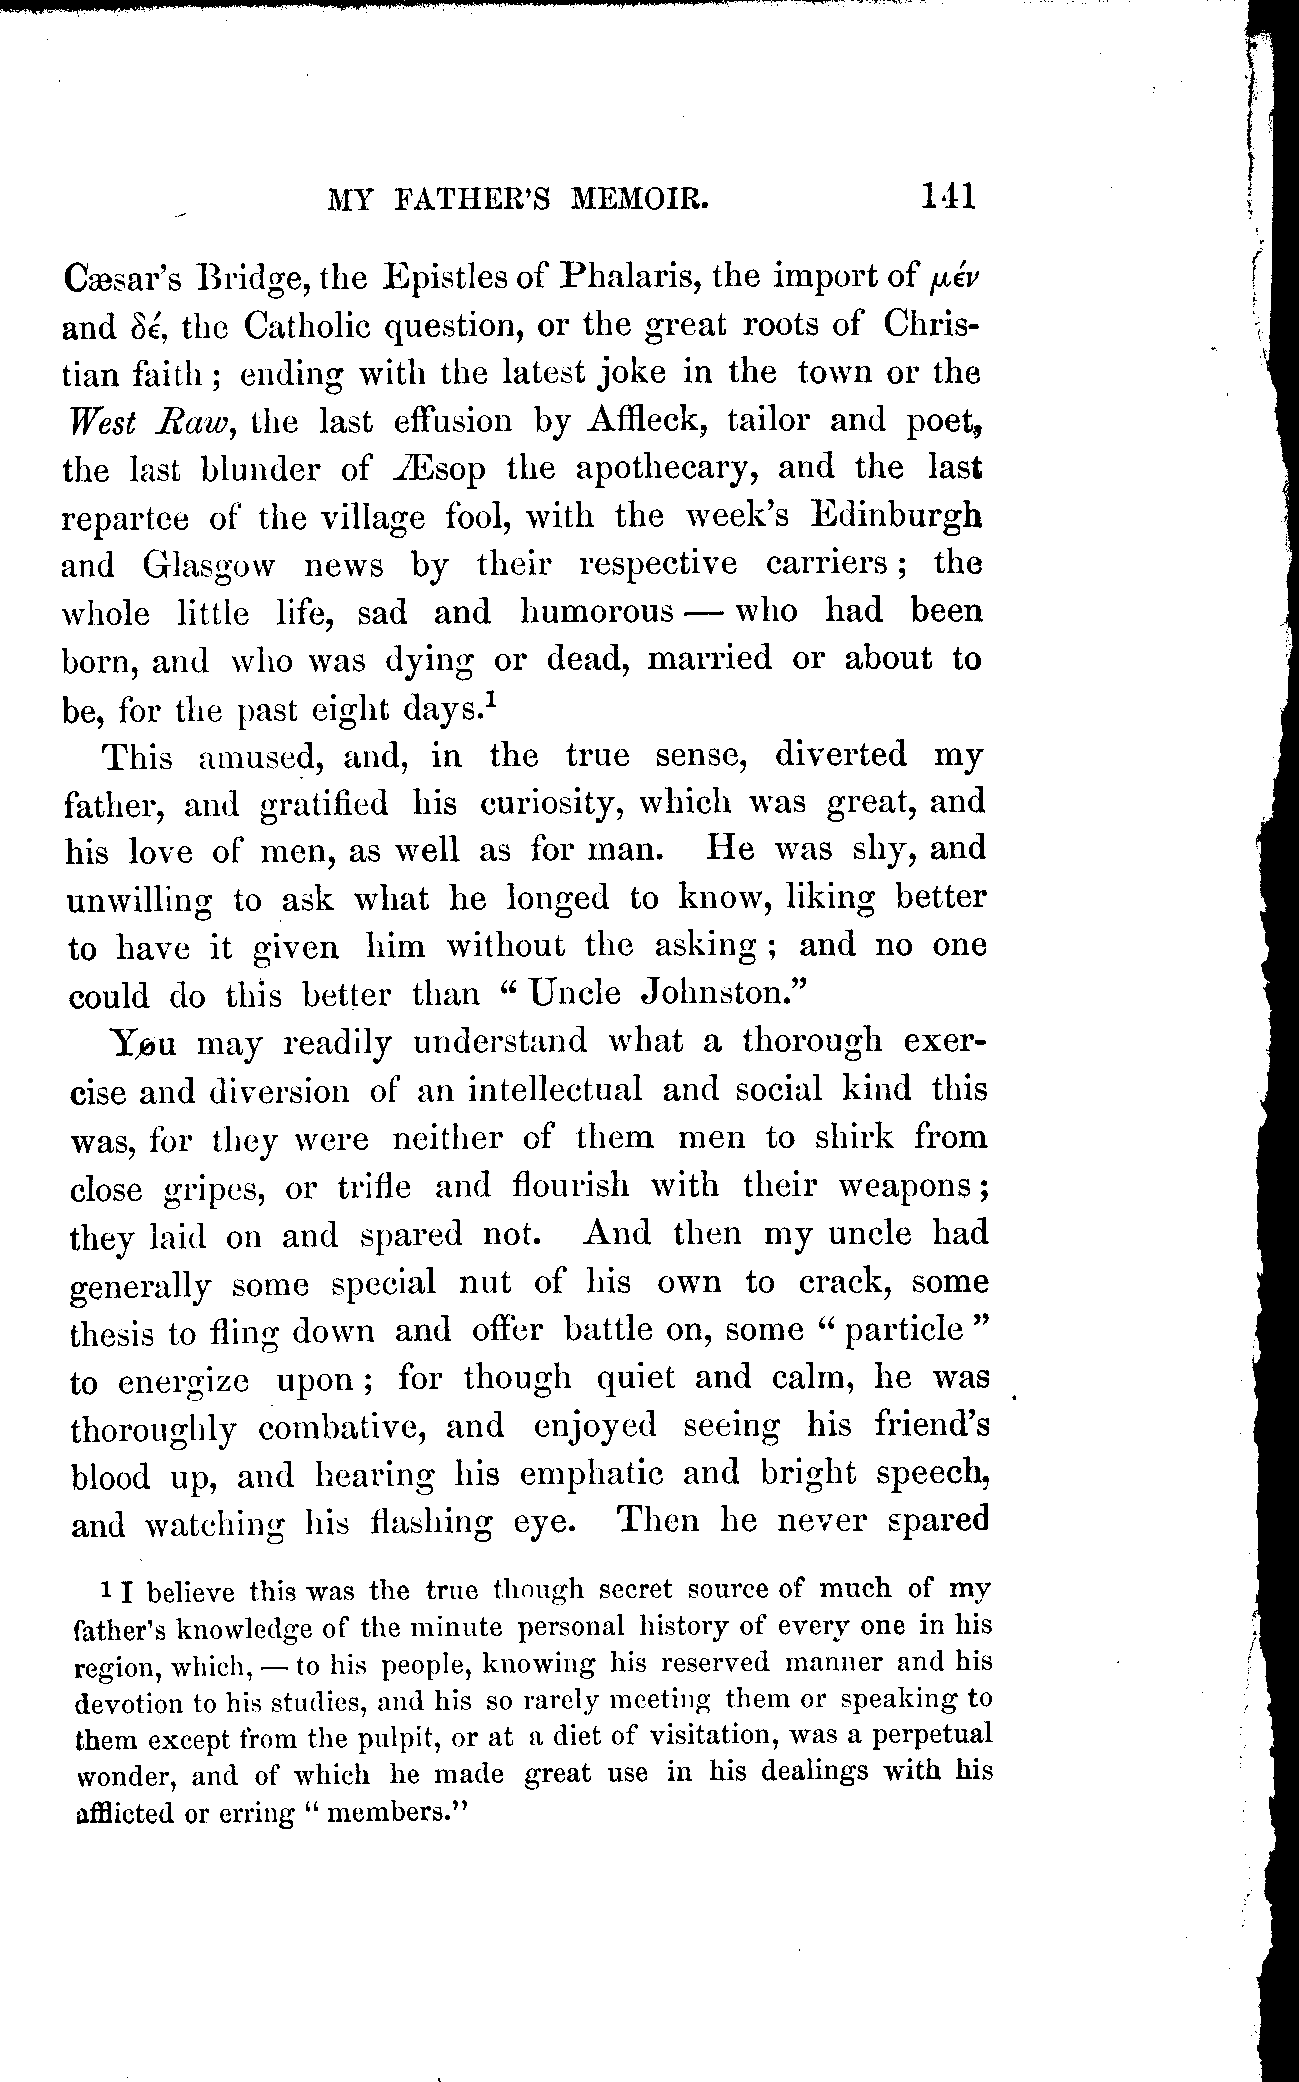 MY FATHER'S MEMOIR. 141
Cæsar's Bridge, the Epistles of Phalaris, the import of μέν
and δέ, the Catholic question, or the great roots of Chris-
tian faith; ending with the latest joke in the town or the
West Raw, the last effusion by Affleck, tailor and poet,
the last blunder of Æsop the apothecary, and the last
repartee of the village fool, with the week's Edinburgh
and Glasgow news by their respective carriers; the
whole little life, sad and humorous — who had been
born, and who was dying or dead, married or about to
be, for the past eight days.¹
This amused, and, in the true sense, diverted my
father, and gratified his curiosity, which was great, and
his love of men, as well as for man. He was shy, and
unwilling to ask what he longed to know, liking better
to have it given him without the asking; and no one
could do this better than "Uncle Johnston."
You may readily understand what a thorough exer-
cise and diversion of an intellectual and social kind this
was, for they were neither of them men to shirk from
close gripes, or trifle and flourish with their weapons;
they laid on and spared not. And then my uncle had
generally some special nut of his own to crack, some
thesis to fling down and offer battle on, some "particle"
to energize upon; for though quiet and calm, he was
thoroughly combative, and enjoyed seeing his friend's
blood up, and hearing his emphatic and bright speech,
and watching his flashing eye. Then he never spared
¹ I believe this was the true though secret source of much of my
father's knowledge of the minute personal history of every one in his
region, which, — to his people, knowing his reserved manner and his
devotion to his studies, and his so rarely meeting them or speaking to
them except from the pulpit, or at a diet of visitation, was a perpetual
wonder, and of which he made great use in his dealings with his
afflicted or erring "members."